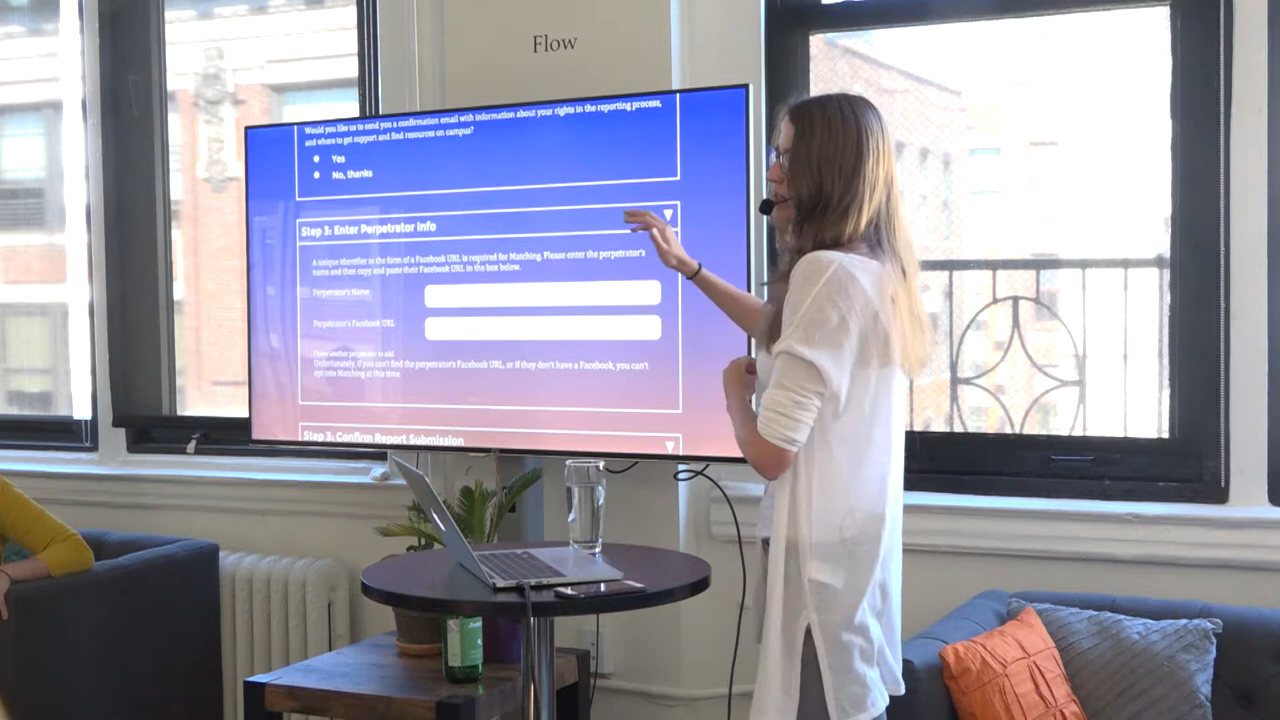 Flow
Would you like us to send you a confirmation email with information about your rights in the reporting process,
and where to get support and find resources on campus?
Yes
No, thanks
Step 3: Enter Perpetrator Info
A unique identifier in the form of a Facebook URL is required for Matching. Please enter the perpetrator's
name and then copy and paste their Facebook URL in the box below.
Perpetrator's Name
Perpetrator's Facebook URL
I have another perpetrator to add
Unfortunately, if you can't find the perpetrator's Facebook URL, or if they don't have a Facebook, you can't
opt into Matching at this time.
Step 3: Confirm Report Submission